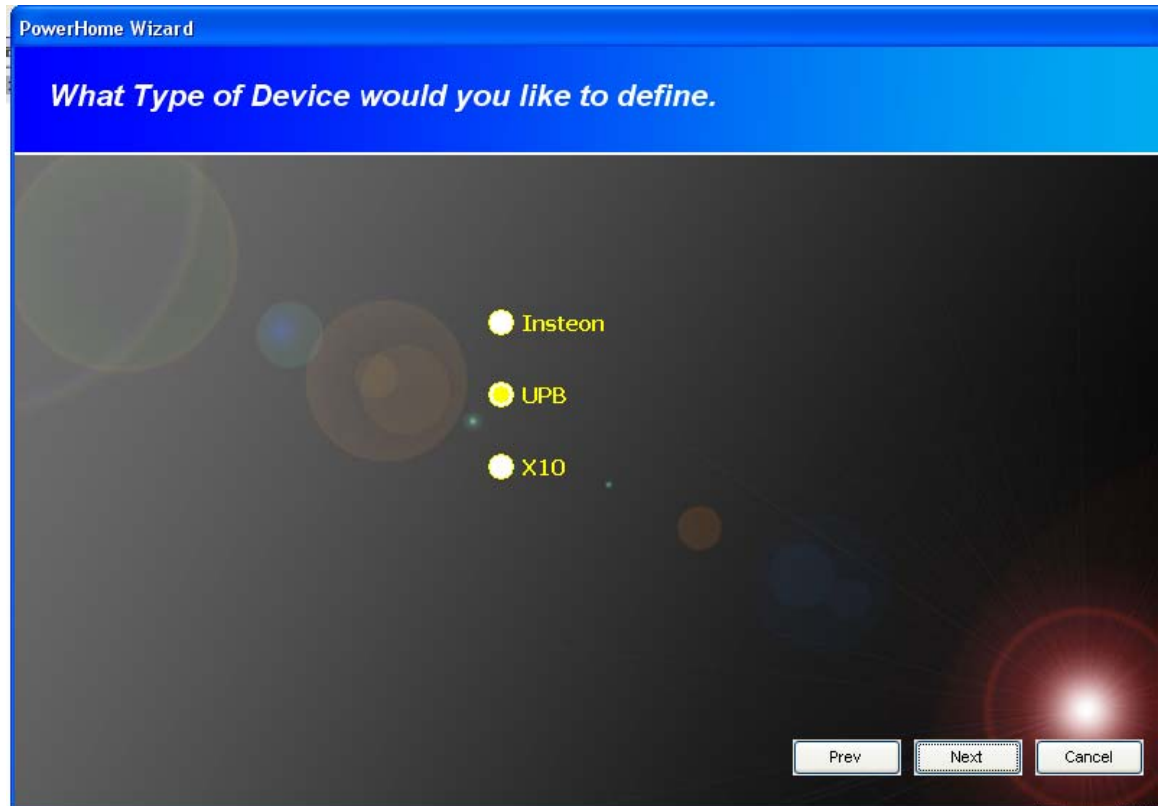 PowerHome Wizard
What Type of Device would you like to define.
Insteon
UPB
X10
Prev Next Cancel